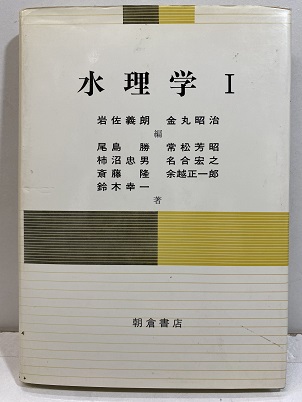 水理学 I
岩佐義朗 金丸昭治
編
尾島勝 常松芳昭
柿沼忠男 名合宏之
斎藤隆 余越正一郎
鈴木幸一
著
朝倉書店